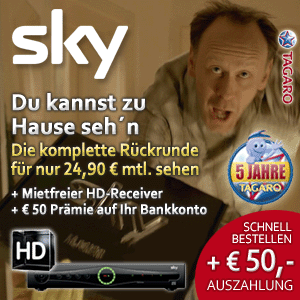 sky
TAGARO
Du kannst zu
Hause seh´n
Die komplette Rückrunde
für nur 24,90 € mtl. sehen
+ Mietfreier HD-Receiver
+ € 50 Prämie auf Ihr Bankkonto
5 JAHRE
TAGARO
HD
SCHNELL
BESTELLEN
+ € 50,-
AUSZAHLUNG